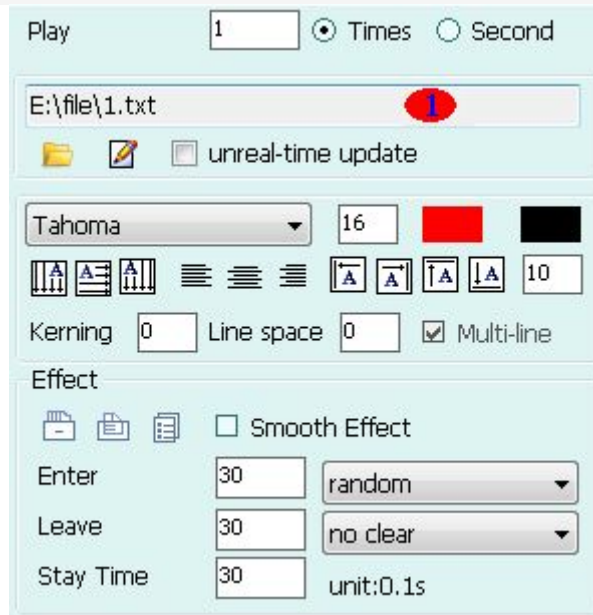 Play 1 Times Second
E:\file\1.txt 1
unreal-time update
Tahoma 16
A A A A A A A 10
Kerning 0 Line space 0 Multi-line
Effect
Smooth Effect
Enter 30 random
Leave 30 no clear
Stay Time 30 unit:0.1s